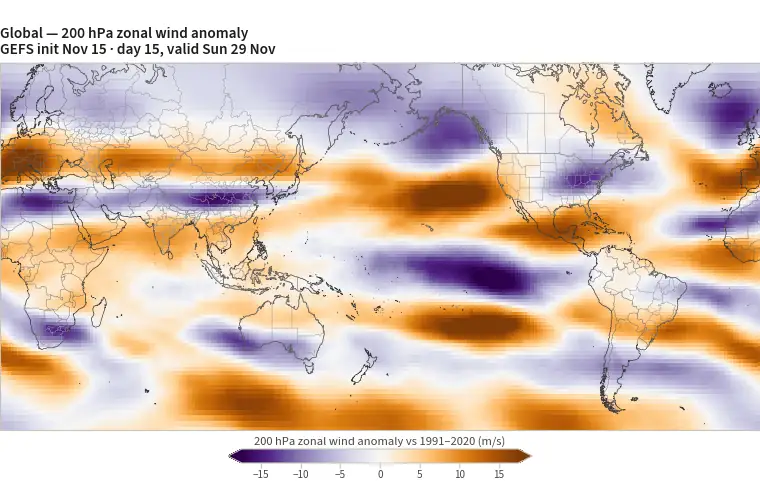 Global — 200 hPa zonal wind anomaly
GEFS init Nov 15 · day 15, valid Sun 29 Nov
200 hPa zonal wind anomaly vs 1991–2020 (m/s)
−15 −10 −5 0 5 10 15